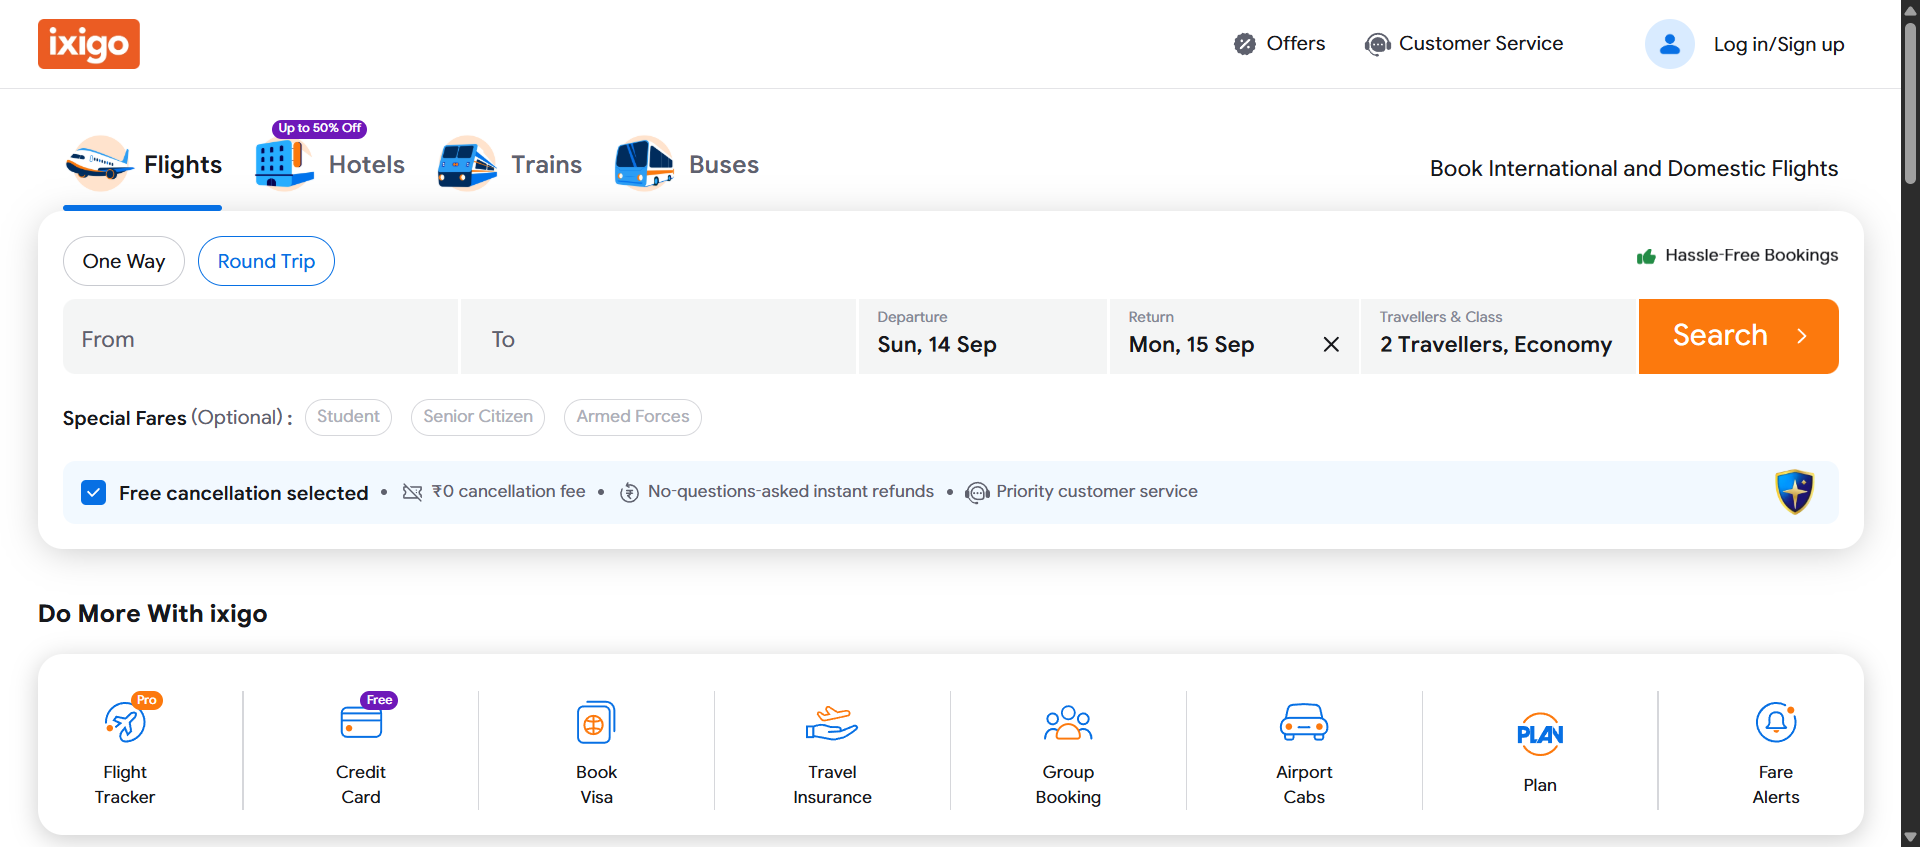 ixigo
Offers
Customer Service
Log in/Sign up
Up to 50% Off
Flights
Hotels
Trains
Buses
Book International and Domestic Flights
One Way
Round Trip
Hassle-Free Bookings
From
To
Departure
Sun, 14 Sep
Return
Mon, 15 Sep
Travellers & Class
2 Travellers, Economy
Search
Special Fares (Optional) :
Student
Senior Citizen
Armed Forces
Free cancellation selected • ₹0 cancellation fee • No-questions-asked instant refunds • Priority customer service
Do More With ixigo
Pro
Flight
Tracker
Free
Credit
Card
Book
Visa
Travel
Insurance
Group
Booking
Airport
Cabs
PLAN
Plan
Fare
Alerts